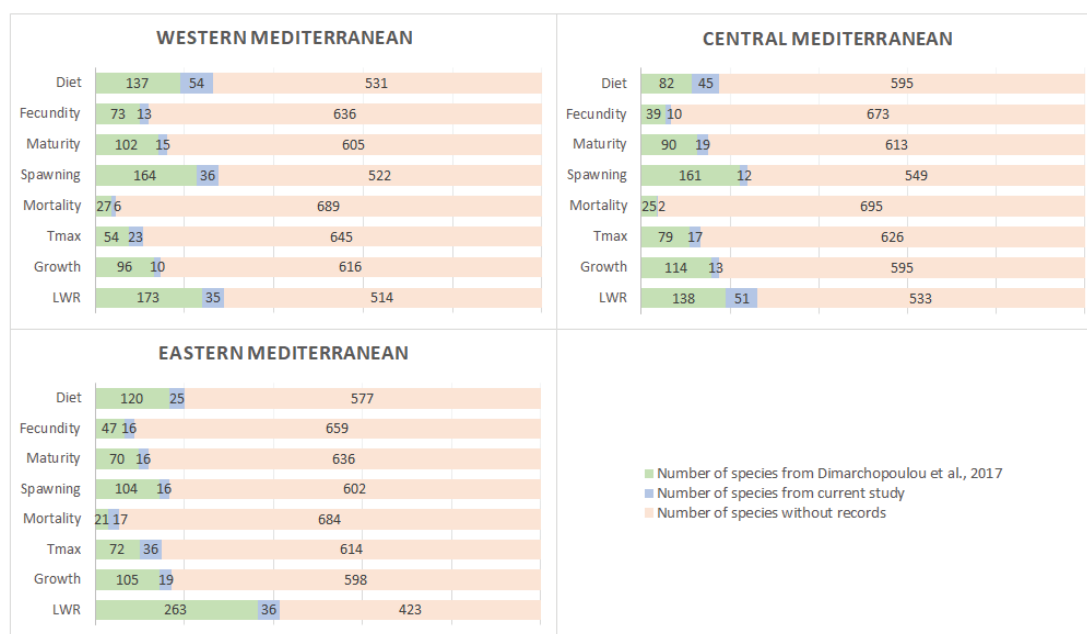 WESTERN MEDITERRANEAN
Diet 137 54 531
Fecundity 73 13 636
Maturity 102 15 605
Spawning 164 36 522
Mortality 27 6 689
Tmax 54 23 645
Growth 96 10 616
LWR 173 35 514
CENTRAL MEDITERRANEAN
Diet 82 45 595
Fecundity 39 10 673
Maturity 90 19 613
Spawning 161 12 549
Mortality 25 2 695
Tmax 79 17 626
Growth 114 13 595
LWR 138 51 533
EASTERN MEDITERRANEAN
Diet 120 25 577
Fecundity 47 16 659
Maturity 70 16 636
Spawning 104 16 602
Mortality 21 17 684
Tmax 72 36 614
Growth 105 19 598
LWR 263 36 423
Number of species from Dimarchopoulou et al., 2017
Number of species from current study
Number of species without records